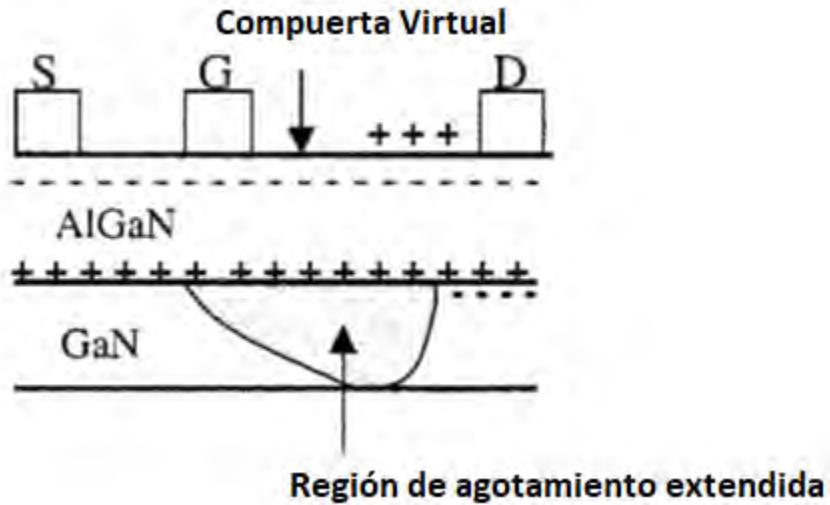 Compuerta Virtual
S G D
+ + +
AlGaN
+ + + + + + + + + + + + + + +
GaN
Región de agotamiento extendida